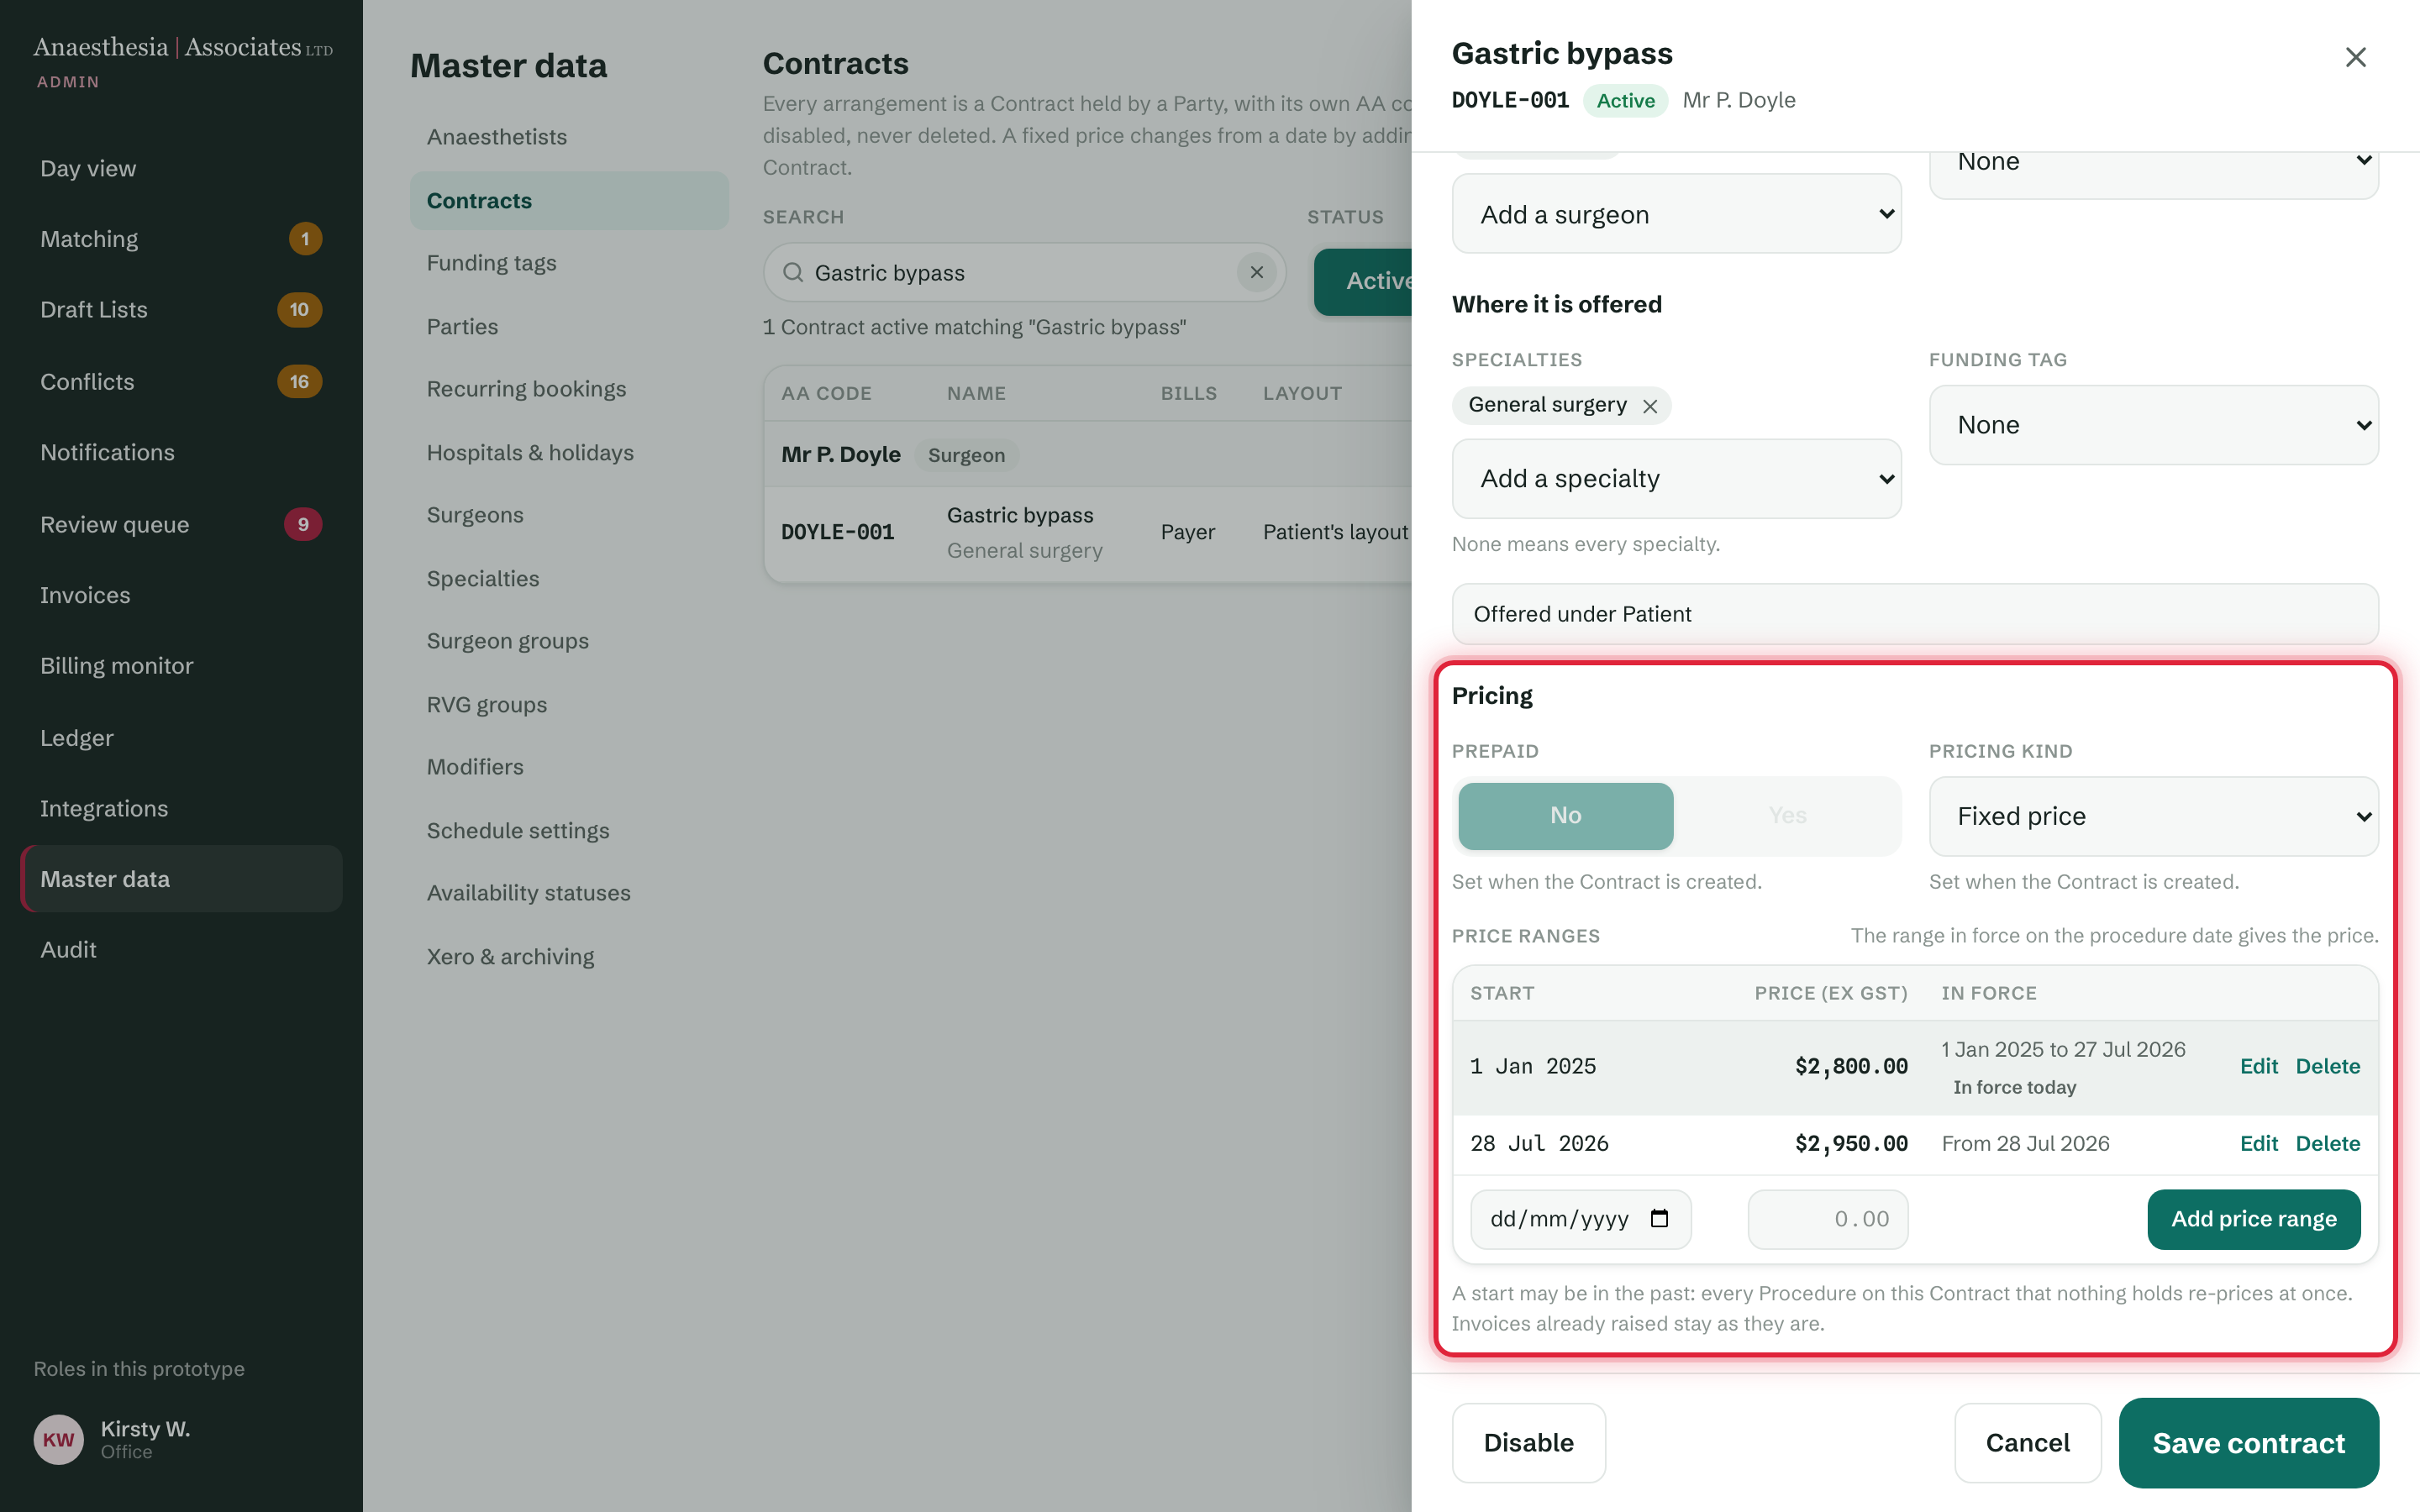 Anaesthesia | Associates LTD
ADMIN
Day view
Matching 1
Draft Lists 10
Conflicts 16
Notifications
Review queue 9
Invoices
Billing monitor
Ledger
Integrations
Master data
Audit
Roles in this prototype
KW
Kirsty W.
Office
Master data
Anaesthetists
Contracts
Funding tags
Parties
Recurring bookings
Hospitals & holidays
Surgeons
Specialties
Surgeon groups
RVG groups
Modifiers
Schedule settings
Availability statuses
Xero & archiving
Contracts
Every arrangement is a Contract held by a Party, with its own AA
disabled, never deleted. A fixed price changes from a date by
Contract.
SEARCH STATUS
Gastric bypass
Active
1 Contract active matching "Gastric bypass"
AA CODE NAME BILLS LAYOUT
Mr P. Doyle Surgeon
DOYLE-001 Gastric bypass Payer Patient's layout
General surgery
Gastric bypass
DOYLE-001 Active Mr P. Doyle
None
Add a surgeon
Where it is offered
SPECIALTIES FUNDING TAG
General surgery
None
Add a specialty
None means every specialty.
Offered under Patient
Pricing
PREPAID PRICING KIND
No Yes Fixed price
Set when the Contract is created. Set when the Contract is created.
PRICE RANGES The range in force on the procedure date gives the price.
START PRICE (EX GST) IN FORCE
1 Jan 2025 $2,800.00 1 Jan 2025 to 27 Jul 2026 Edit Delete
In force today
28 Jul 2026 $2,950.00 From 28 Jul 2026 Edit Delete
dd/mm/yyyy 0.00 Add price range
A start may be in the past: every Procedure on this Contract that nothing holds re-prices at once.
Invoices already raised stay as they are.
Disable Cancel Save contract